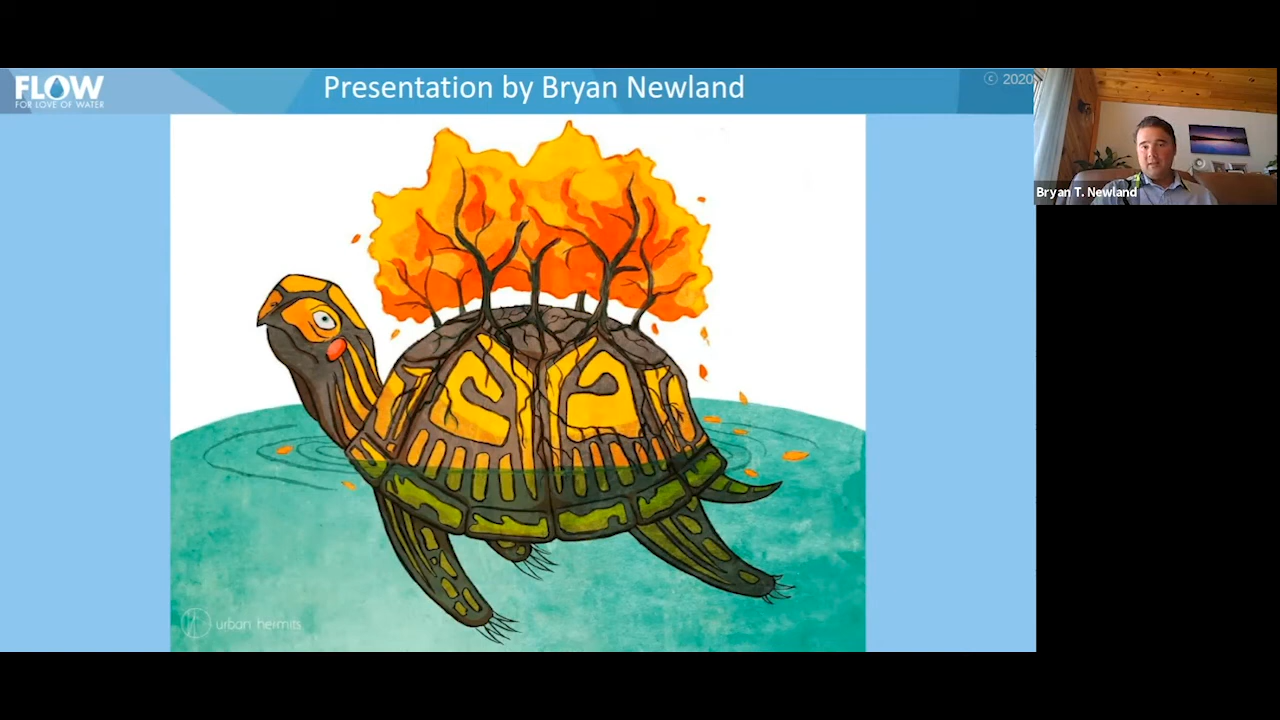 FLOW
FOR LOVE OF WATER
Presentation by Bryan Newland
© 2020
Bryan T. Newland
urban hermits